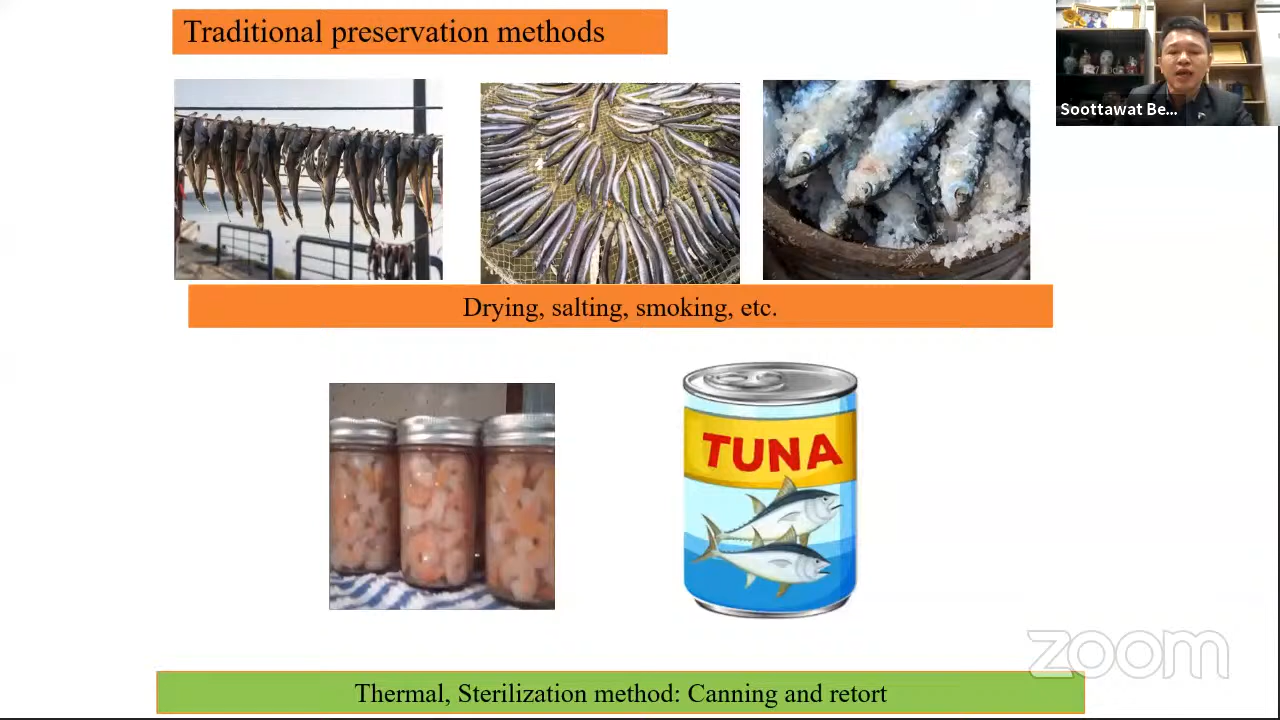 Traditional preservation methods
Soottawat Be...
Drying, salting, smoking, etc.
TUNA
zoom
Thermal, Sterilization method: Canning and retort